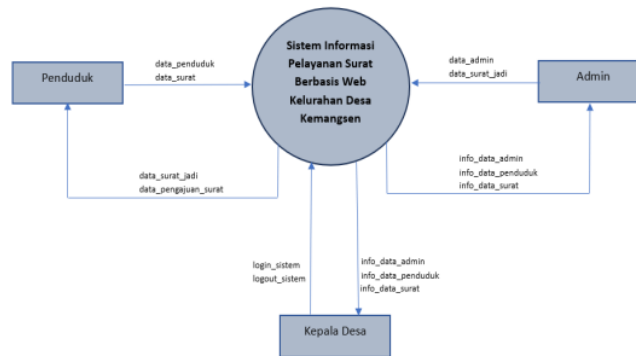 Sistem Informasi
Pelayanan Surat
Berbasis Web
Kelurahan Desa
Kemangsen
Penduduk
data_penduduk
data_surat
data_admin
data_surat_jadi
Admin
data_surat_jadi
data_pengajuan_surat
info_data_admin
info_data_penduduk
info_data_surat
login_sistem
logout_sistem
info_data_admin
info_data_penduduk
info_data_surat
Kepala Desa